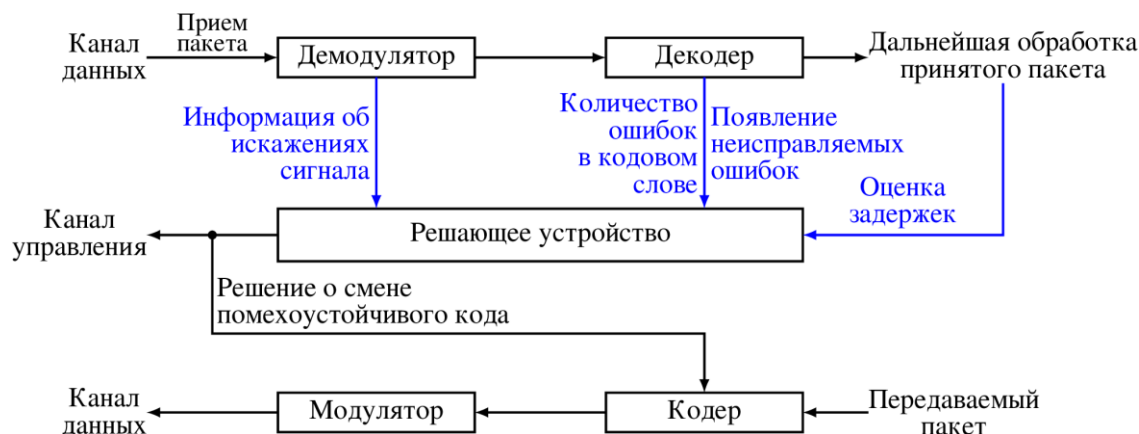 Канал
данных
Прием
пакета
Демодулятор
Декодер
Дальнейшая обработка
принятого пакета
Информация об
искажениях
сигнала
Количество
ошибок
в кодовом
слове
Появление
неисправляемых
ошибок
Оценка
задержек
Канал
управления
Решающее устройство
Решение о смене
помехоустойчивого кода
Канал
данных
Модулятор
Кодер
Передаваемый
пакет